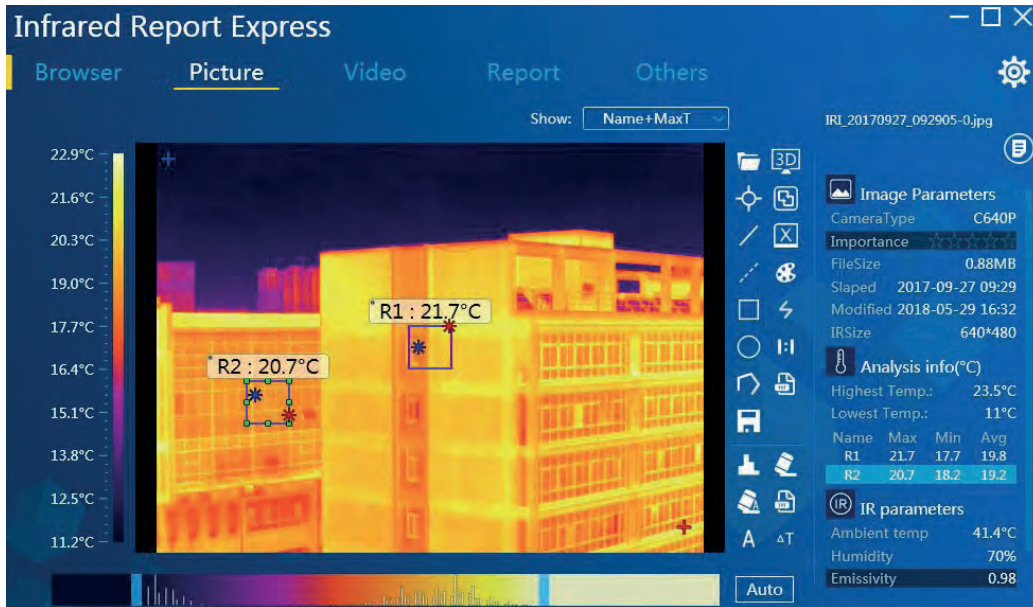 Infrared Report Express
Browser Picture Video Report Others
Show: Name+MaxT
IRI_20170927_092905-0.jpg
22.9°C
21.6°C
20.3°C
19.0°C
17.7°C
16.4°C
15.1°C
13.8°C
12.5°C
11.2°C
R1 : 21.7°C
R2 : 20.7°C
3D
X
1:1
A ΔT
Auto
Image Parameters
CameraType C640P
Importance
FileSize 0.88MB
Slaped 2017-09-27 09:29
Modified 2018-05-29 16:32
IRSize 640*480
Analysis info(°C)
Highest Temp.: 23.5°C
Lowest Temp.: 11°C
Name Max Min Avg
R1 21.7 17.7 19.8
R2 20.7 18.2 19.2
IR IR parameters
Ambient temp 41.4°C
Humidity 70%
Emissivity 0.98